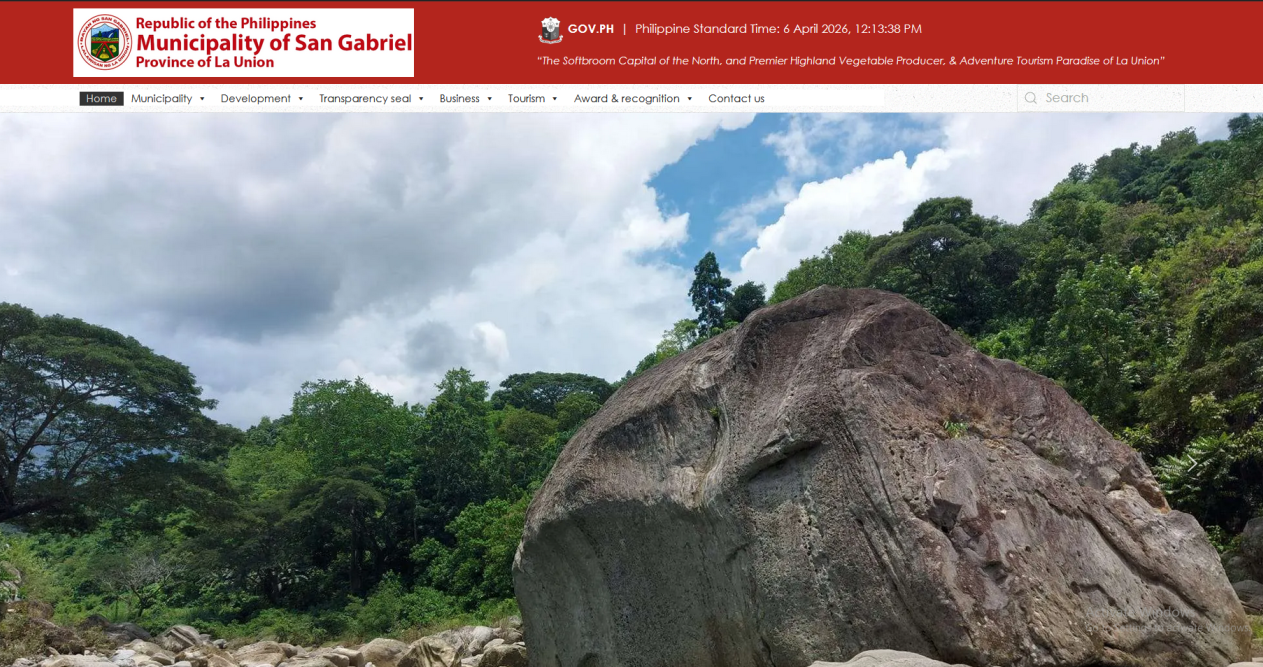 Republic of the Philippines
Municipality of San Gabriel
Province of La Union
GOV.PH | Philippine Standard Time: 6 April 2026, 12:13:38 PM
“The Softbroom Capital of the North, and Premier Highland Vegetable Producer, & Adventure Tourism Paradise of La Union”
Home Municipality Development Transparency seal Business Tourism Award & recognition Contact us Search